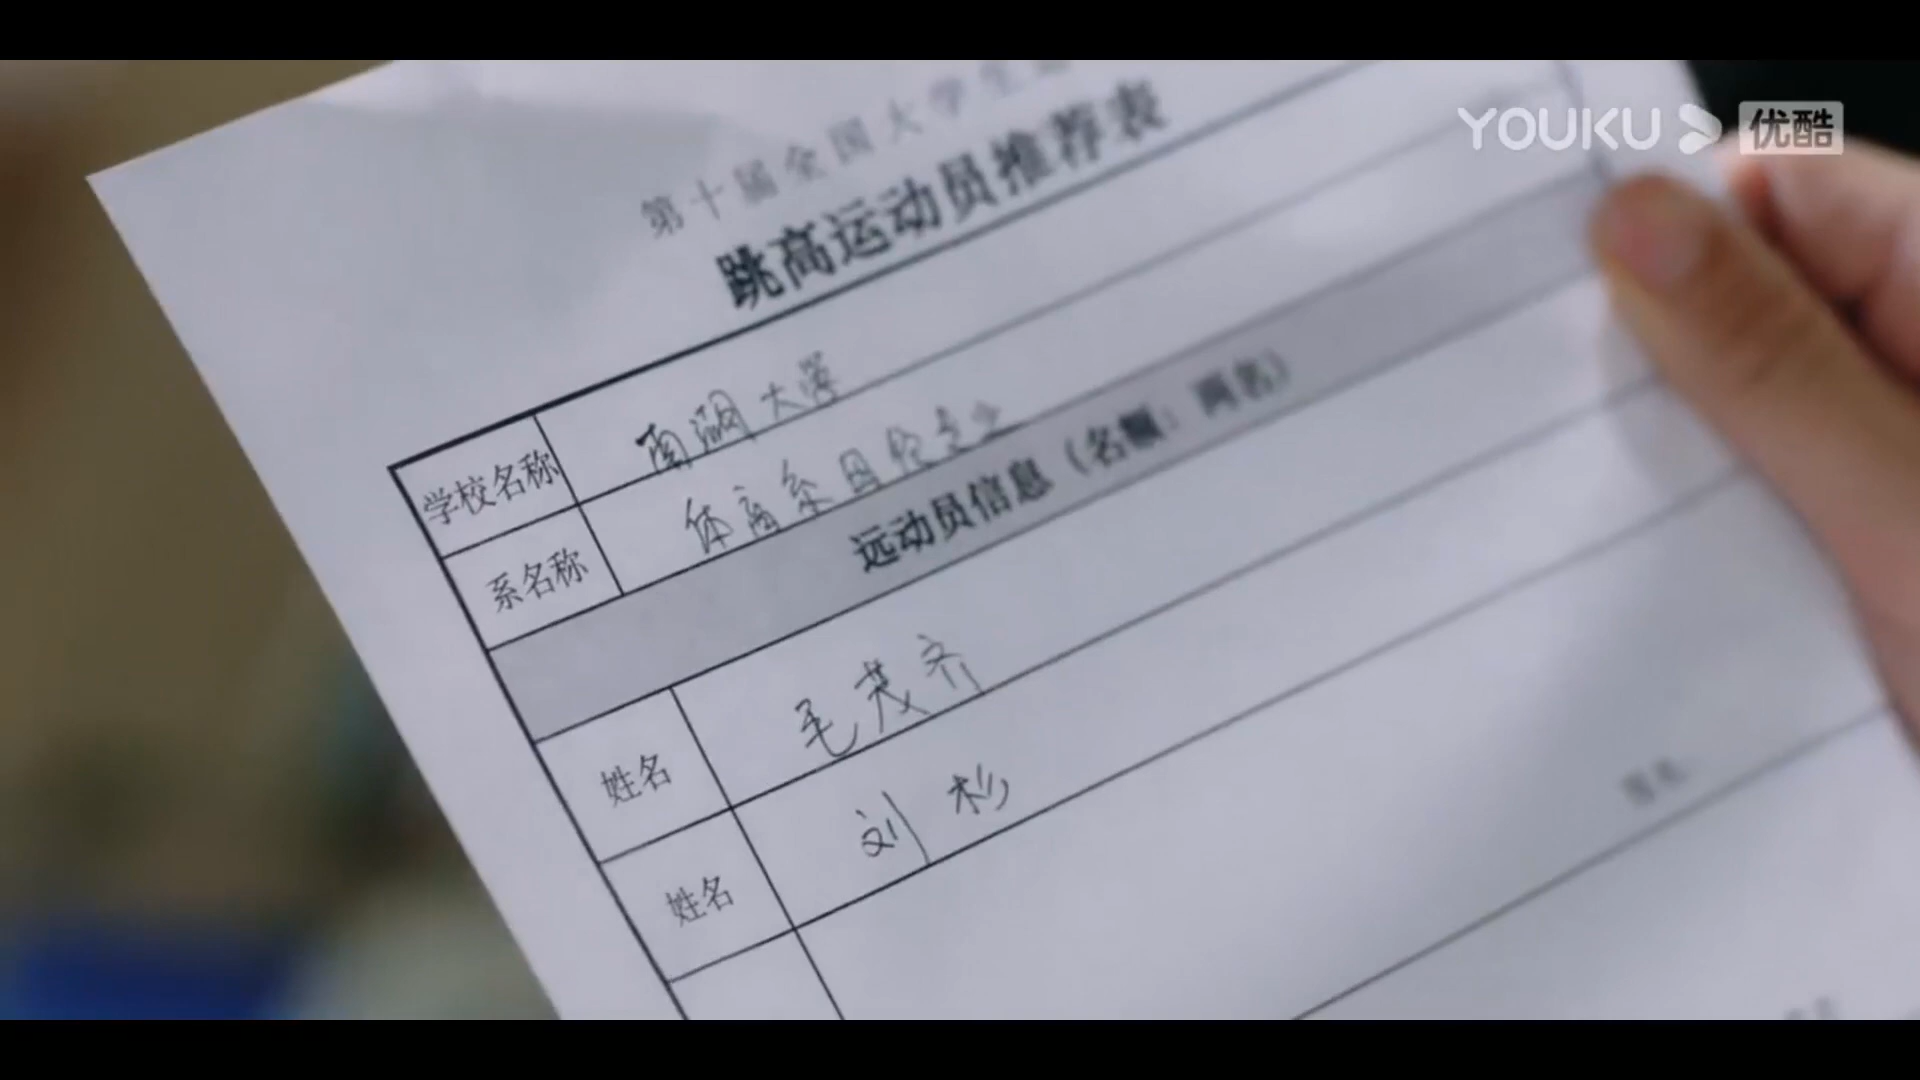 YOUKU 优酷
第十届全国大学生
跳高运动员推荐表
学校名称 南湖大学
系名称 体育系田径专业
运动员信息（名额：两名）
姓名 毛茂齐
姓名 刘杉